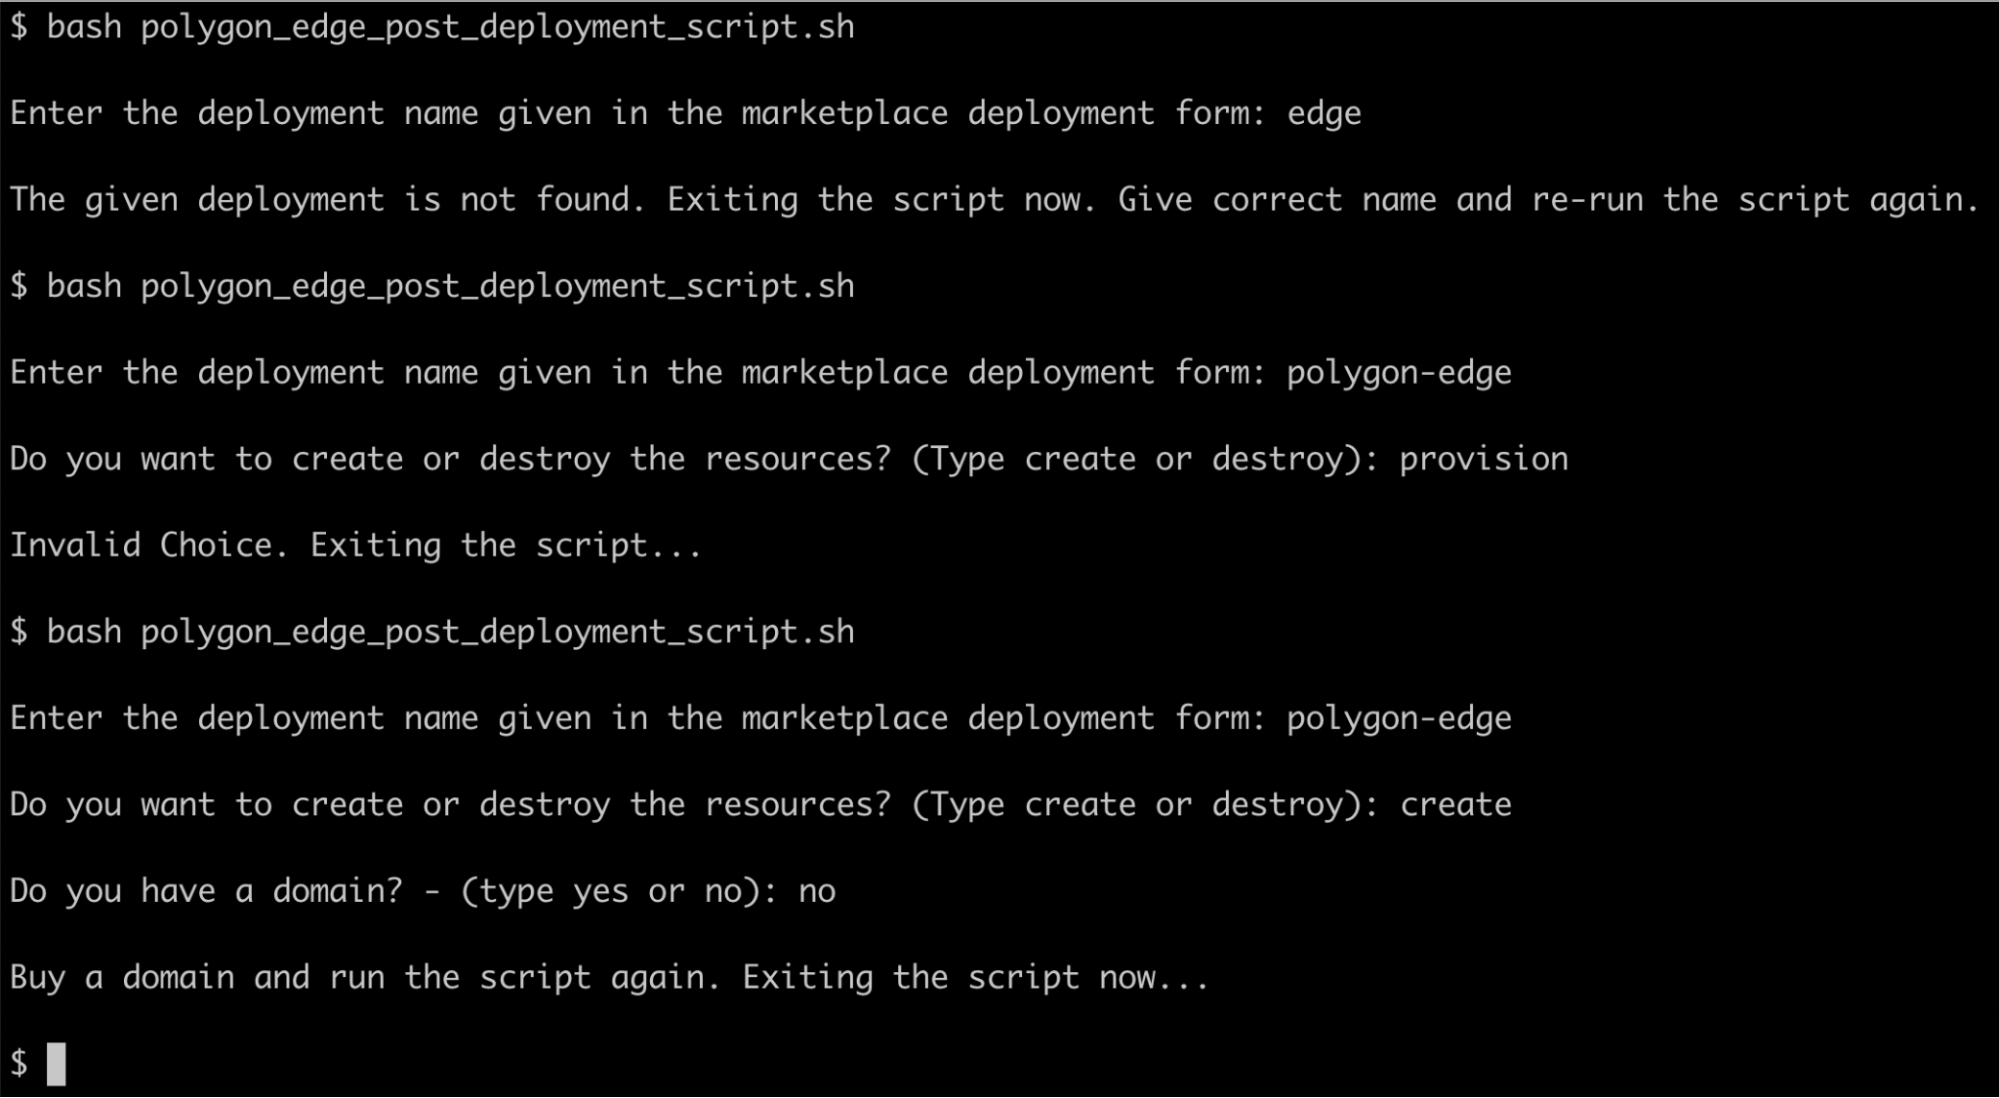 $ bash polygon_edge_post_deployment_script.sh
Enter the deployment name given in the marketplace deployment form: edge
The given deployment is not found. Exiting the script now. Give correct name and re-run the script again.
$ bash polygon_edge_post_deployment_script.sh
Enter the deployment name given in the marketplace deployment form: polygon-edge
Do you want to create or destroy the resources? (Type create or destroy): provision
Invalid Choice. Exiting the script...
$ bash polygon_edge_post_deployment_script.sh
Enter the deployment name given in the marketplace deployment form: polygon-edge
Do you want to create or destroy the resources? (Type create or destroy): create
Do you have a domain? - (type yes or no): no
Buy a domain and run the script again. Exiting the script now...
$